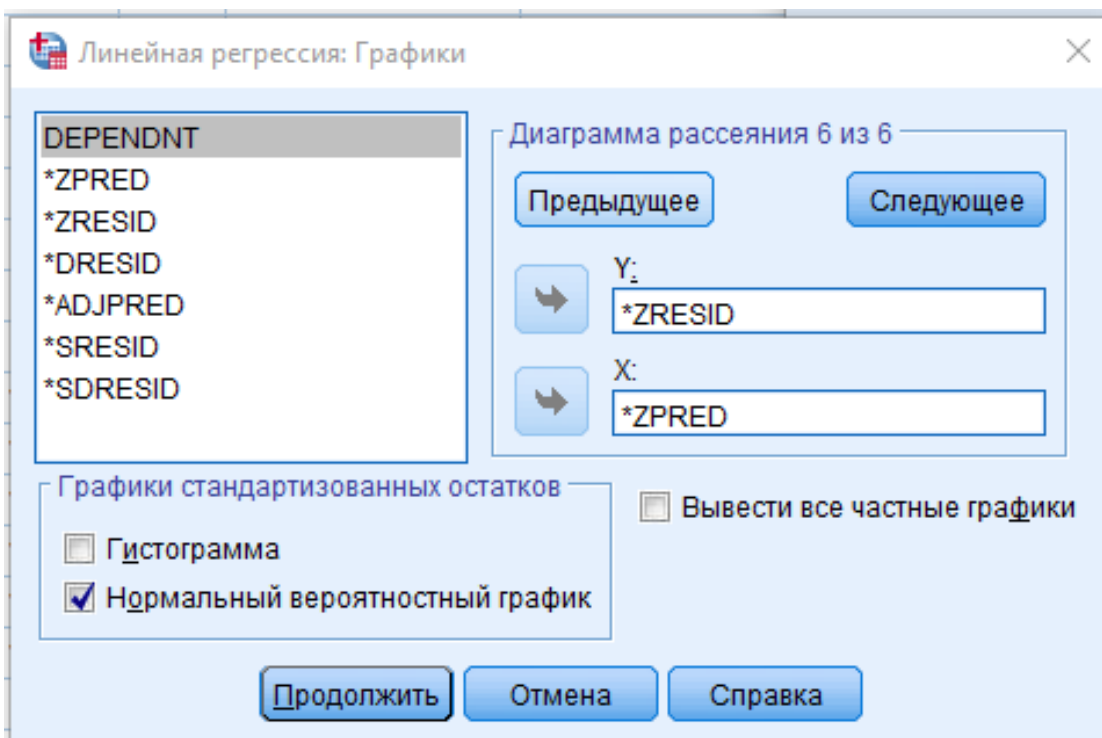 Линейная регрессия: Графики
DEPENDNT
*ZPRED
*ZRESID
*DRESID
*ADJPRED
*SRESID
*SDRESID
Диаграмма рассеяния 6 из 6
Предыдущее
Следующее
Y:
*ZRESID
X:
*ZPRED
Графики стандартизованных остатков
Гистограмма
Нормальный вероятностный график
Вывести все частные графики
Продолжить
Отмена
Справка